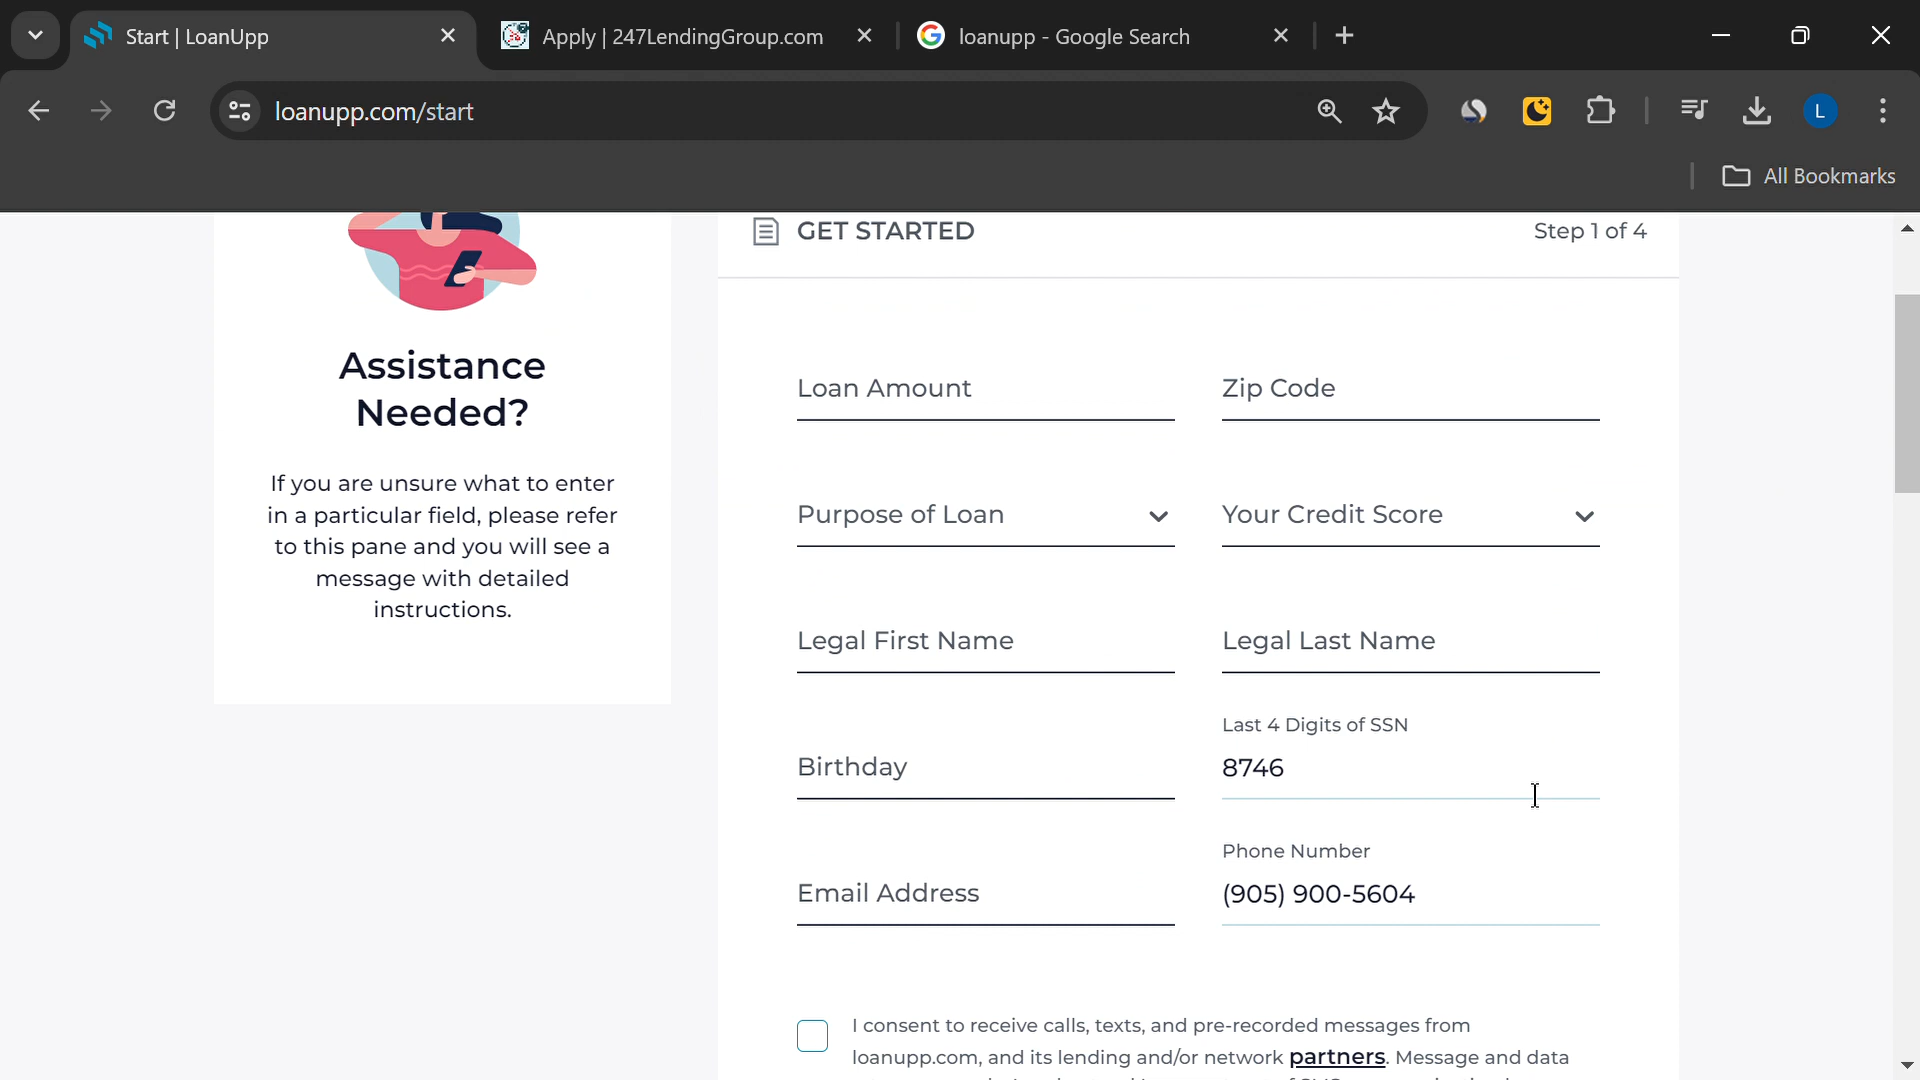 Start | LoanUpp
Apply | 247LendingGroup.com
loanupp - Google Search
loanupp.com/start
L
All Bookmarks
GET STARTED
Step 1 of 4
Assistance
Needed?
If you are unsure what to enter
in a particular field, please refer
to this pane and you will see a
message with detailed
instructions.
Loan Amount
Zip Code
Purpose of Loan
Your Credit Score
Legal First Name
Legal Last Name
Birthday
Last 4 Digits of SSN
8746
Email Address
Phone Number
(905) 900-5604
I consent to receive calls, texts, and pre-recorded messages from
loanupp.com, and its lending and/or network partners. Message and data